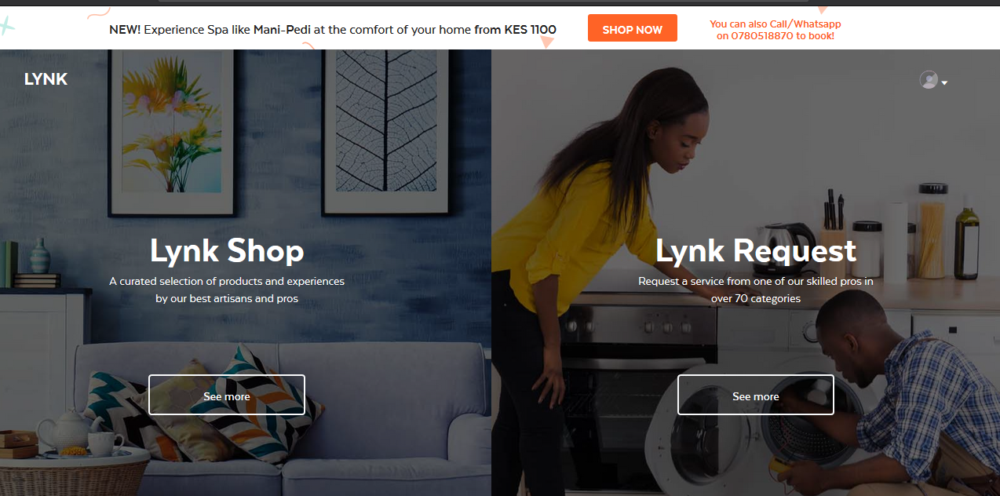 NEW! Experience Spa like Mani-Pedi at the comfort of your home from KES 1100
SHOP NOW
You can also Call/Whatsapp
on 0780518870 to book!
LYNK
Lynk Shop
A curated selection of products and experiences
by our best artisans and pros
See more
Lynk Request
Request a service from one of our skilled pros in
over 70 categories
See more